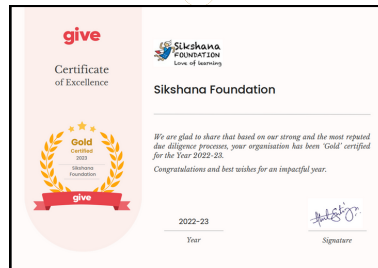 give
Certificate
of Excellence
Gold
Certified
2023
Sikshana
Foundation
give
Sikshana
FOUNDATION
Love of learning
Sikshana Foundation
We are glad to share that based on our strong and the most reputed
due diligence processes, your organisation has been 'Gold' certified
for the Year 2022-23.
Congratulations and best wishes for an impactful year.
2022-23
Year
Signature